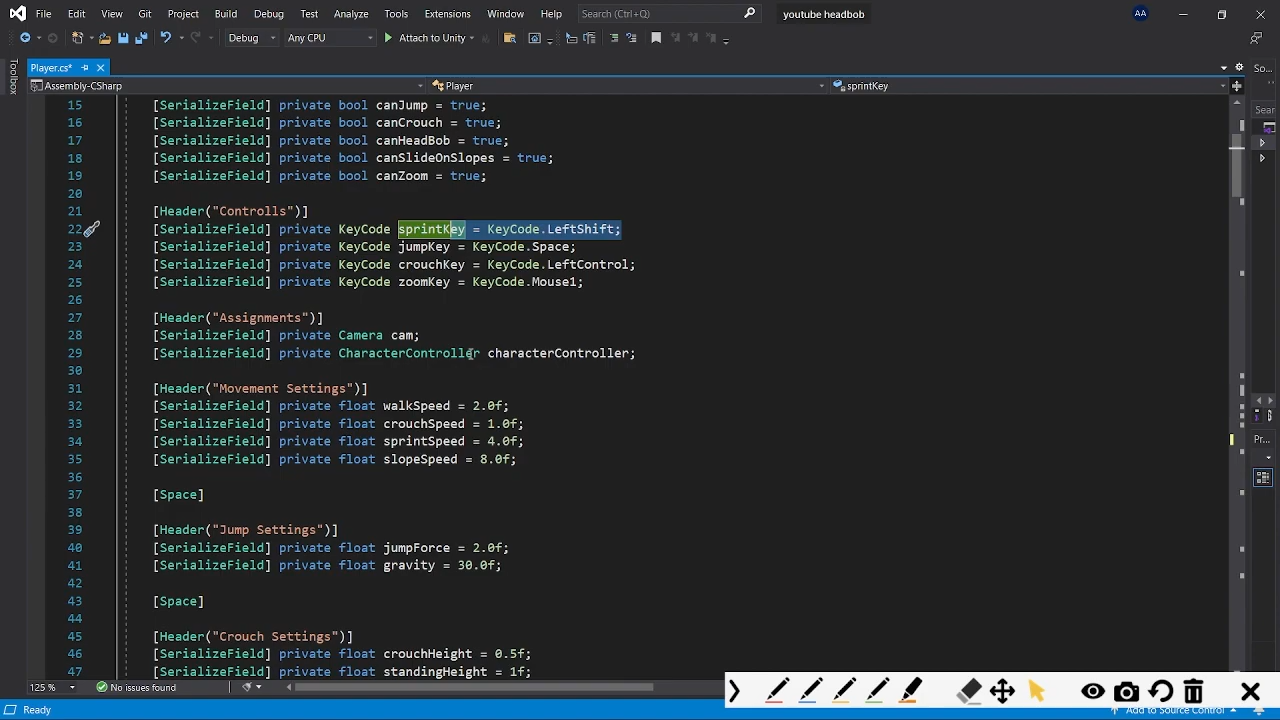 File Edit View Git Project Build Debug Test Analyze Tools Extensions Window Help Search (Ctrl+Q) youtube headbob AA
Debug Any CPU Attach to Unity
Toolbox
Player.cs*
So...
Assembly-CSharp Player sprintKey
Sear
15 [SerializeField] private bool canJump = true;
16 [SerializeField] private bool canCrouch = true;
17 [SerializeField] private bool canHeadBob = true;
18 [SerializeField] private bool canSlideOnSlopes = true;
19 [SerializeField] private bool canZoom = true;
20
21 [Header("Controlls")]
22 [SerializeField] private KeyCode sprintKey = KeyCode.LeftShift;
23 [SerializeField] private KeyCode jumpKey = KeyCode.Space;
24 [SerializeField] private KeyCode crouchKey = KeyCode.LeftControl;
25 [SerializeField] private KeyCode zoomKey = KeyCode.Mouse1;
26
27 [Header("Assignments")]
28 [SerializeField] private Camera cam;
29 [SerializeField] private CharacterController characterController;
30
31 [Header("Movement Settings")]
32 [SerializeField] private float walkSpeed = 2.0f;
33 [SerializeField] private float crouchSpeed = 1.0f;
34 [SerializeField] private float sprintSpeed = 4.0f;
35 [SerializeField] private float slopeSpeed = 8.0f;
36
37 [Space]
38
39 [Header("Jump Settings")]
40 [SerializeField] private float jumpForce = 2.0f;
41 [SerializeField] private float gravity = 30.0f;
42
43 [Space]
44
45 [Header("Crouch Settings")]
46 [SerializeField] private float crouchHeight = 0.5f;
47 [SerializeField] private float standingHeight = 1f;
Pr...
125 % No issues found
Ready Add to Source Control